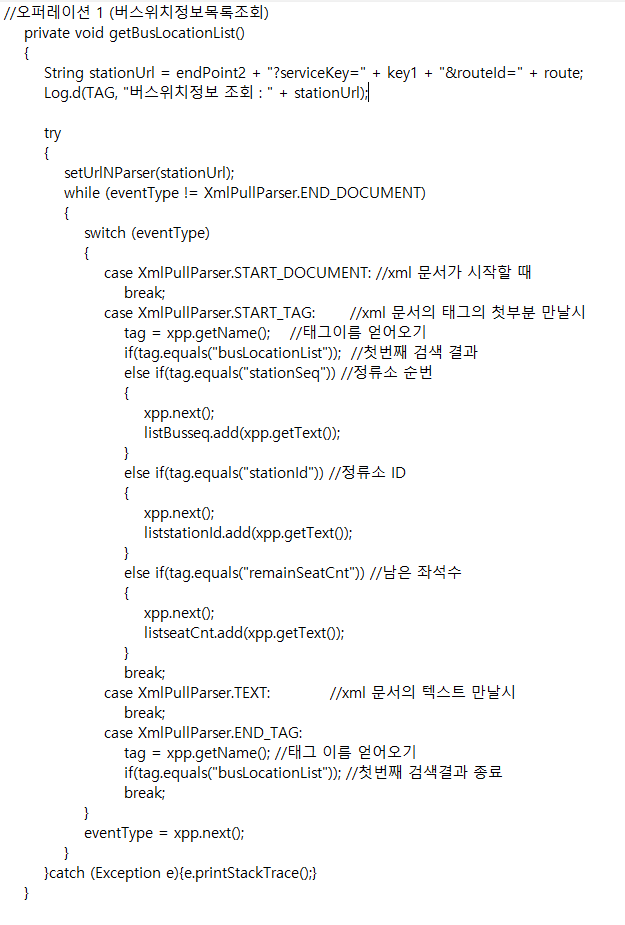 //오퍼레이션 1 (버스위치정보목록조회)
private void getBusLocationList()
{
String stationUrl = endPoint2 + "?serviceKey=" + key1 + "&routeId=" + route;
Log.d(TAG, "버스위치정보 조회 : " + stationUrl);
try
{
setUrlNParser(stationUrl);
while (eventType != XmlPullParser.END_DOCUMENT)
{
switch (eventType)
{
case XmlPullParser.START_DOCUMENT: //xml 문서가 시작할 때
break;
case XmlPullParser.START_TAG: //xml 문서의 태그의 첫부분 만날시
tag = xpp.getName(); //태그이름 얻어오기
if(tag.equals("busLocationList")); //첫번째 검색 결과
else if(tag.equals("stationSeq")) //정류소 순번
{
xpp.next();
listBusseq.add(xpp.getText());
}
else if(tag.equals("stationId")) //정류소 ID
{
xpp.next();
liststationId.add(xpp.getText());
}
else if(tag.equals("remainSeatCnt")) //남은 좌석수
{
xpp.next();
listseatCnt.add(xpp.getText());
}
break;
case XmlPullParser.TEXT: //xml 문서의 텍스트 만날시
break;
case XmlPullParser.END_TAG:
tag = xpp.getName(); //태그 이름 얻어오기
if(tag.equals("busLocationList")); //첫번째 검색결과 종료
break;
}
eventType = xpp.next();
}
}catch (Exception e){e.printStackTrace();}
}